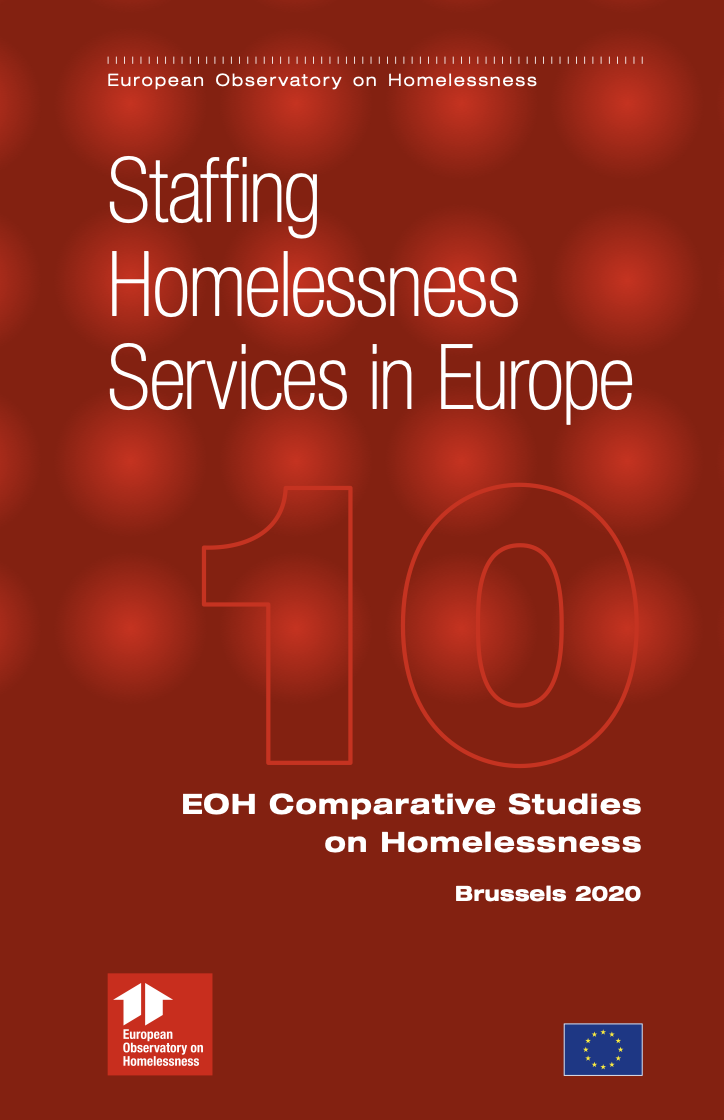 European Observatory on Homelessness
Staffing
Homelessness
Services in Europe
10
EOH Comparative Studies
on Homelessness
Brussels 2020
European
Observatory on
Homelessness